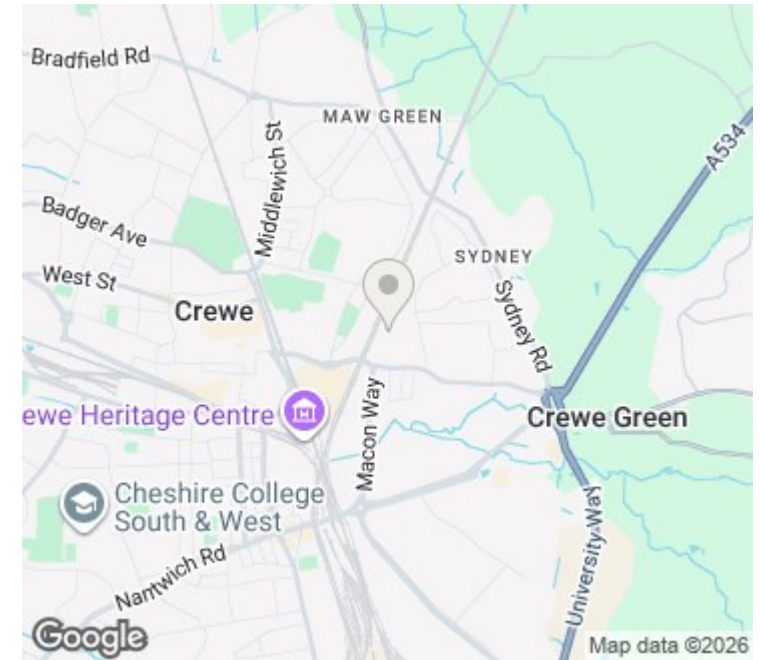 Bradfield Rd
MAW GREEN
A534
Middlewich St
Badger Ave
SYDNEY
West St
Crewe
Sydney Rd
ewe Heritage Centre
Macon Way
Crewe Green
Cheshire College
South & West
University Way
Nantwich Rd
Google
Map data ©2026